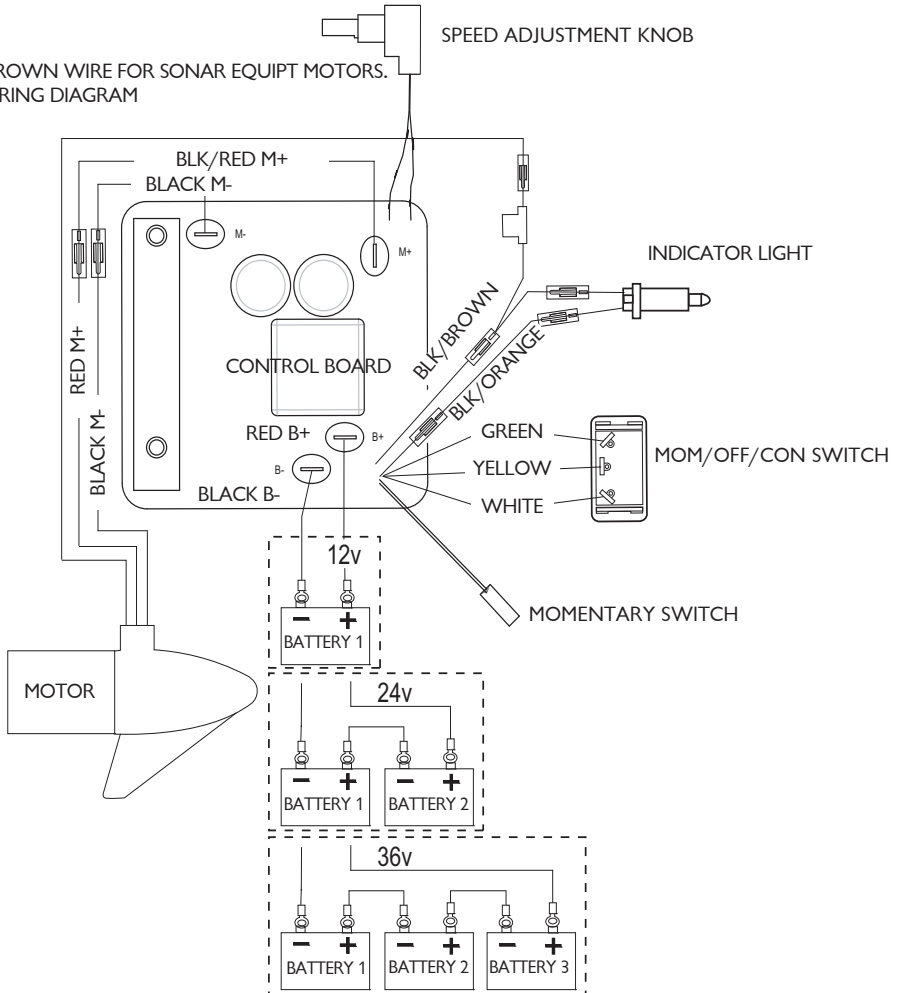 SPEED ADJUSTMENT KNOB
ROWN WIRE FOR SONAR EQUIPT MOTORS.
RING DIAGRAM
BLK/RED M+
BLACK M-
M-
M+
INDICATOR LIGHT
BLK/BROWN
BLK/ORANGE
RED M+
BLACK M-
CONTROL BOARD
RED B+
B+
B-
BLACK B-
GREEN
YELLOW
WHITE
MOM/OFF/CON SWITCH
MOMENTARY SWITCH
MOTOR
12v
- +
BATTERY 1
24v
- + - +
BATTERY 1 BATTERY 2
36v
- + - + - +
BATTERY 1 BATTERY 2 BATTERY 3